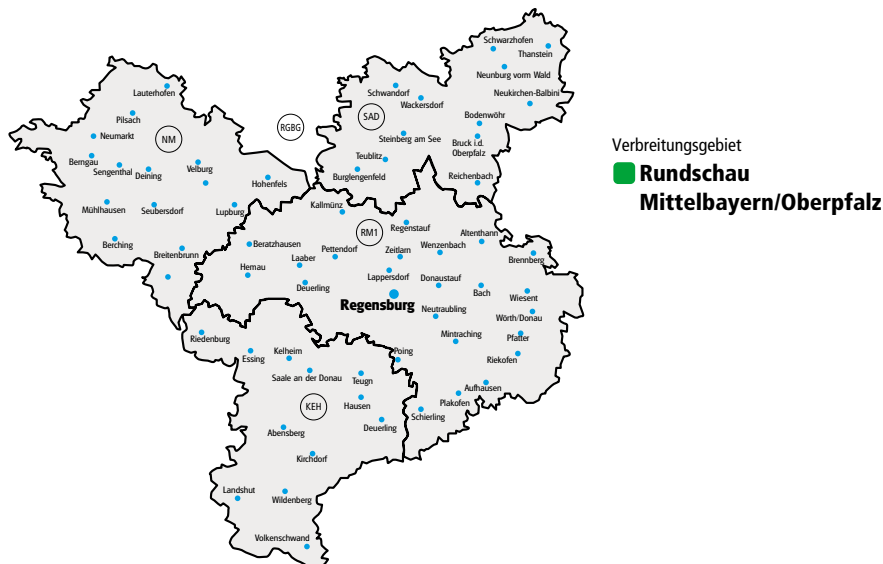 Schwarzhofen
Thanstein
Neunburg vorm Wald
Neukirchen-Balbini
Lauterhofen
Schwandorf
Wackersdorf
Pilsach
SAD
Bodenwöhr
RGBG
Neumarkt
NM
Steinberg am See
Bruck i.d.
Oberpfalz
Verbreitungsgebiet
Rundschau
Mittelbayern/Oberpfalz
Berngau
Sengenthal
Deining
Velburg
Teublitz
Burglengenfeld
Reichenbach
Hohenfels
Mühlhausen
Seubersdorf
Lupburg
Kallmünz
Regenstauf
Altenthann
RM1
Berching
Breitenbrunn
Beratzhausen
Laaber
Pettendorf
Zeitlarn
Wenzenbach
Brennberg
Hemau
Deuerling
Lappersdorf
Donaustauf
Bach
Wiesent
Regensburg
Neutraubling
Wörth/Donau
Riedenburg
Mintraching
Pfatter
Essing
Kelheim
Poing
Riekofen
Saale an der Donau
Teugn
Aufhausen
KEH
Hausen
Plakofen
Schierling
Abensberg
Deuerling
Kirchdorf
Landshut
Wildenberg
Volkenschwand